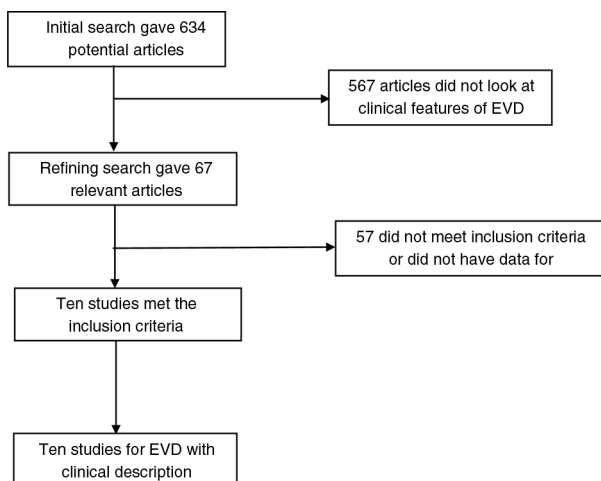 Initial search gave 634
potential articles
567 articles did not look at
clinical features of EVD
Refining search gave 67
relevant articles
57 did not meet inclusion criteria
or did not have data for
Ten studies met the
inclusion criteria
Ten studies for EVD with
clinical description